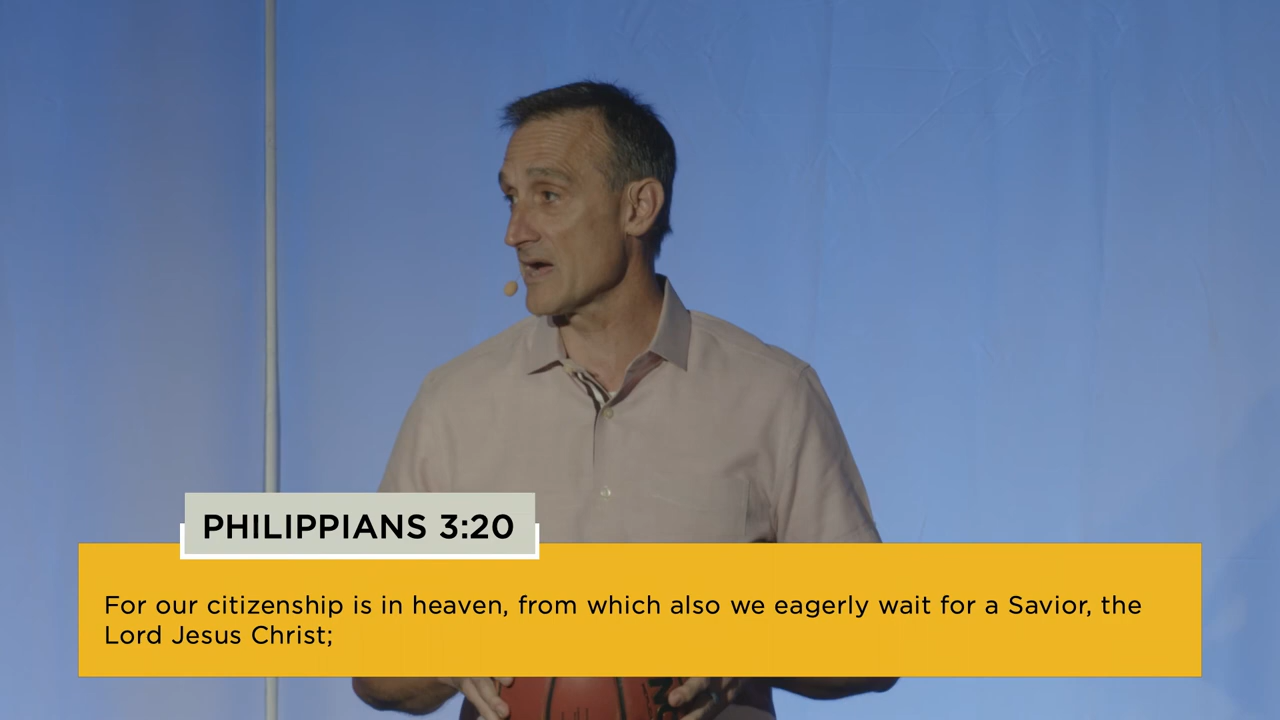 PHILIPPIANS 3:20
For our citizenship is in heaven, from which also we eagerly wait for a Savior, the
Lord Jesus Christ;